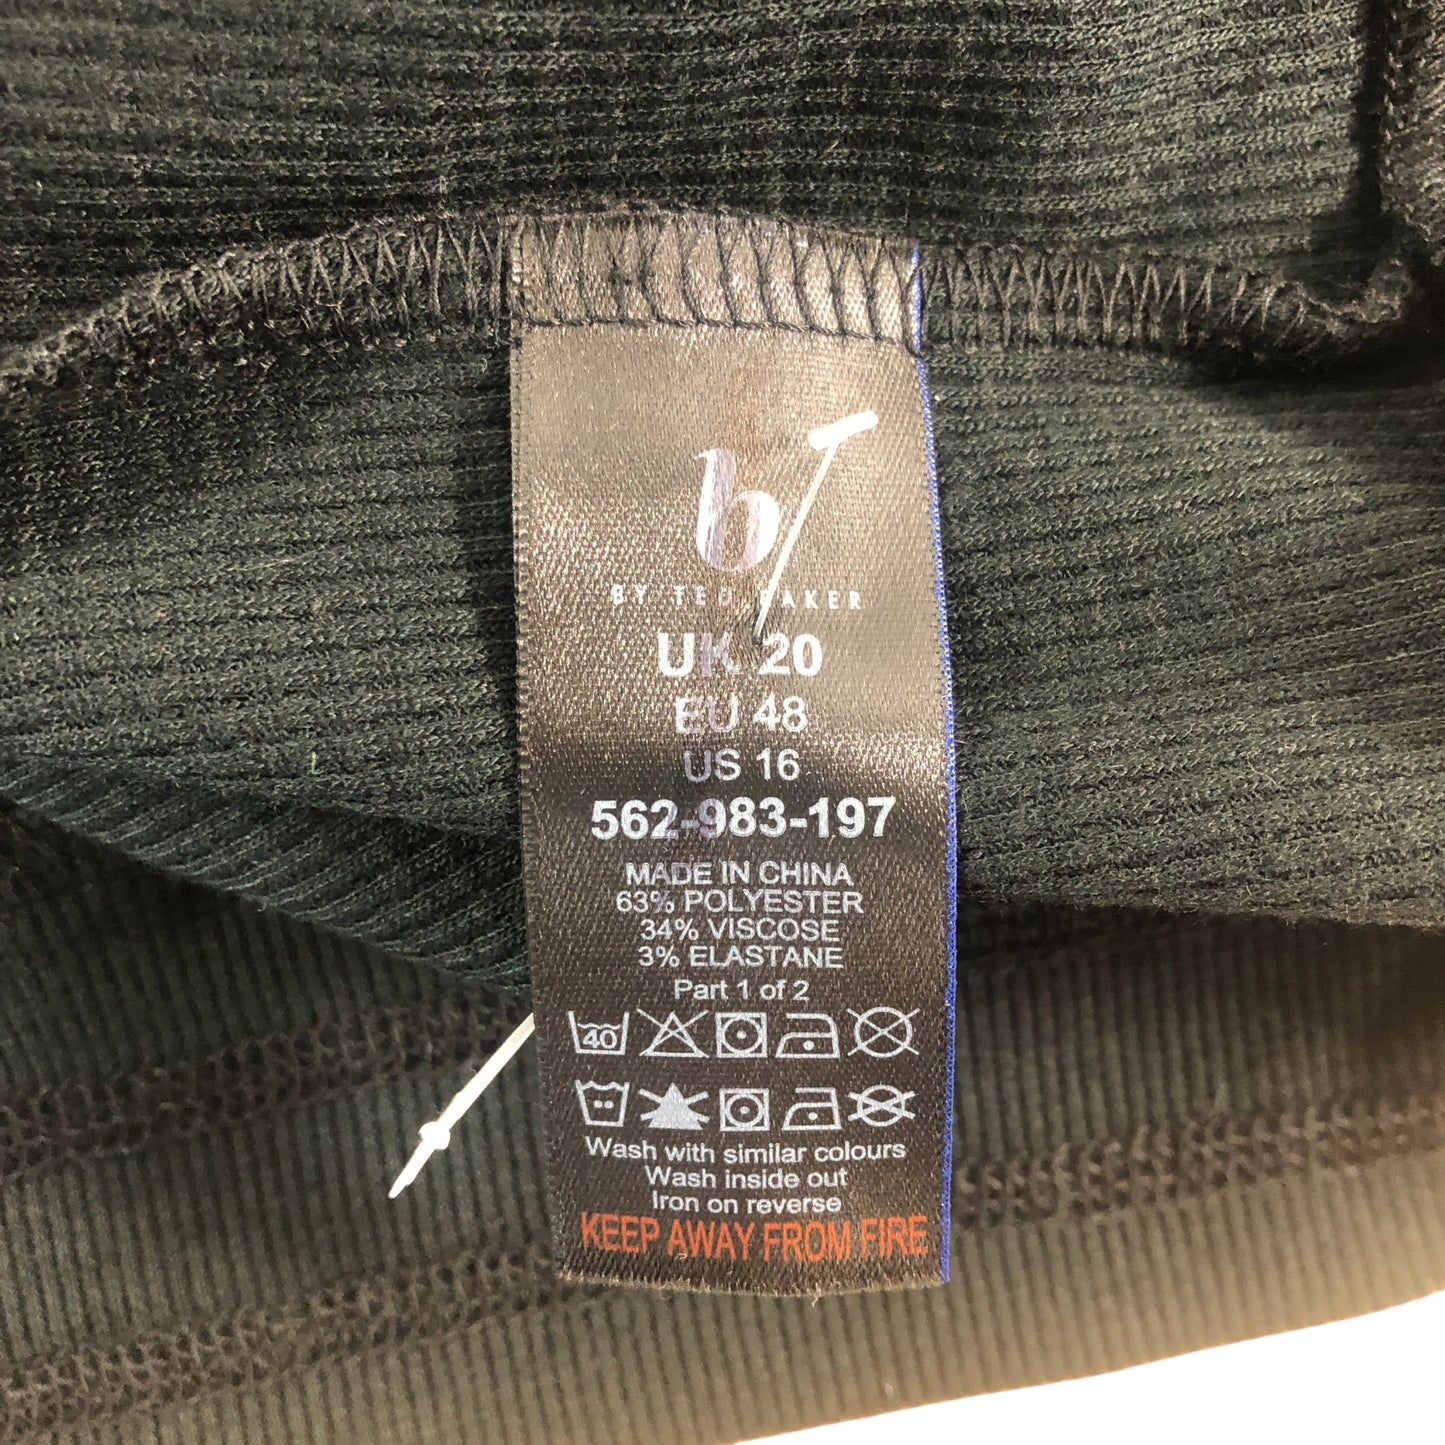 b
BY TED BAKER
UK 20
EU 48
US 16
562-983-197
MADE IN CHINA
63% POLYESTER
34% VISCOSE
3% ELASTANE
Part 1 of 2
40
Wash with similar colours
Wash inside out
Iron on reverse
KEEP AWAY FROM FIRE